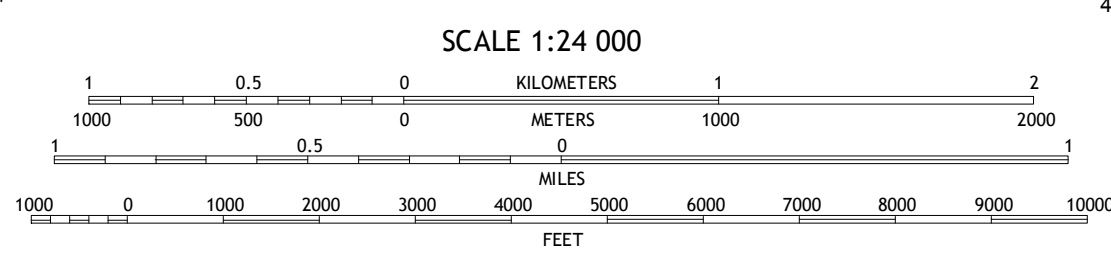 4
SCALE 1:24 000
1 0.5 0 KILOMETERS 1 2
1000 500 0 METERS 1000 2000
1 0.5 0 1
MILES
1000 0 1000 2000 3000 4000 5000 6000 7000 8000 9000 10000
FEET